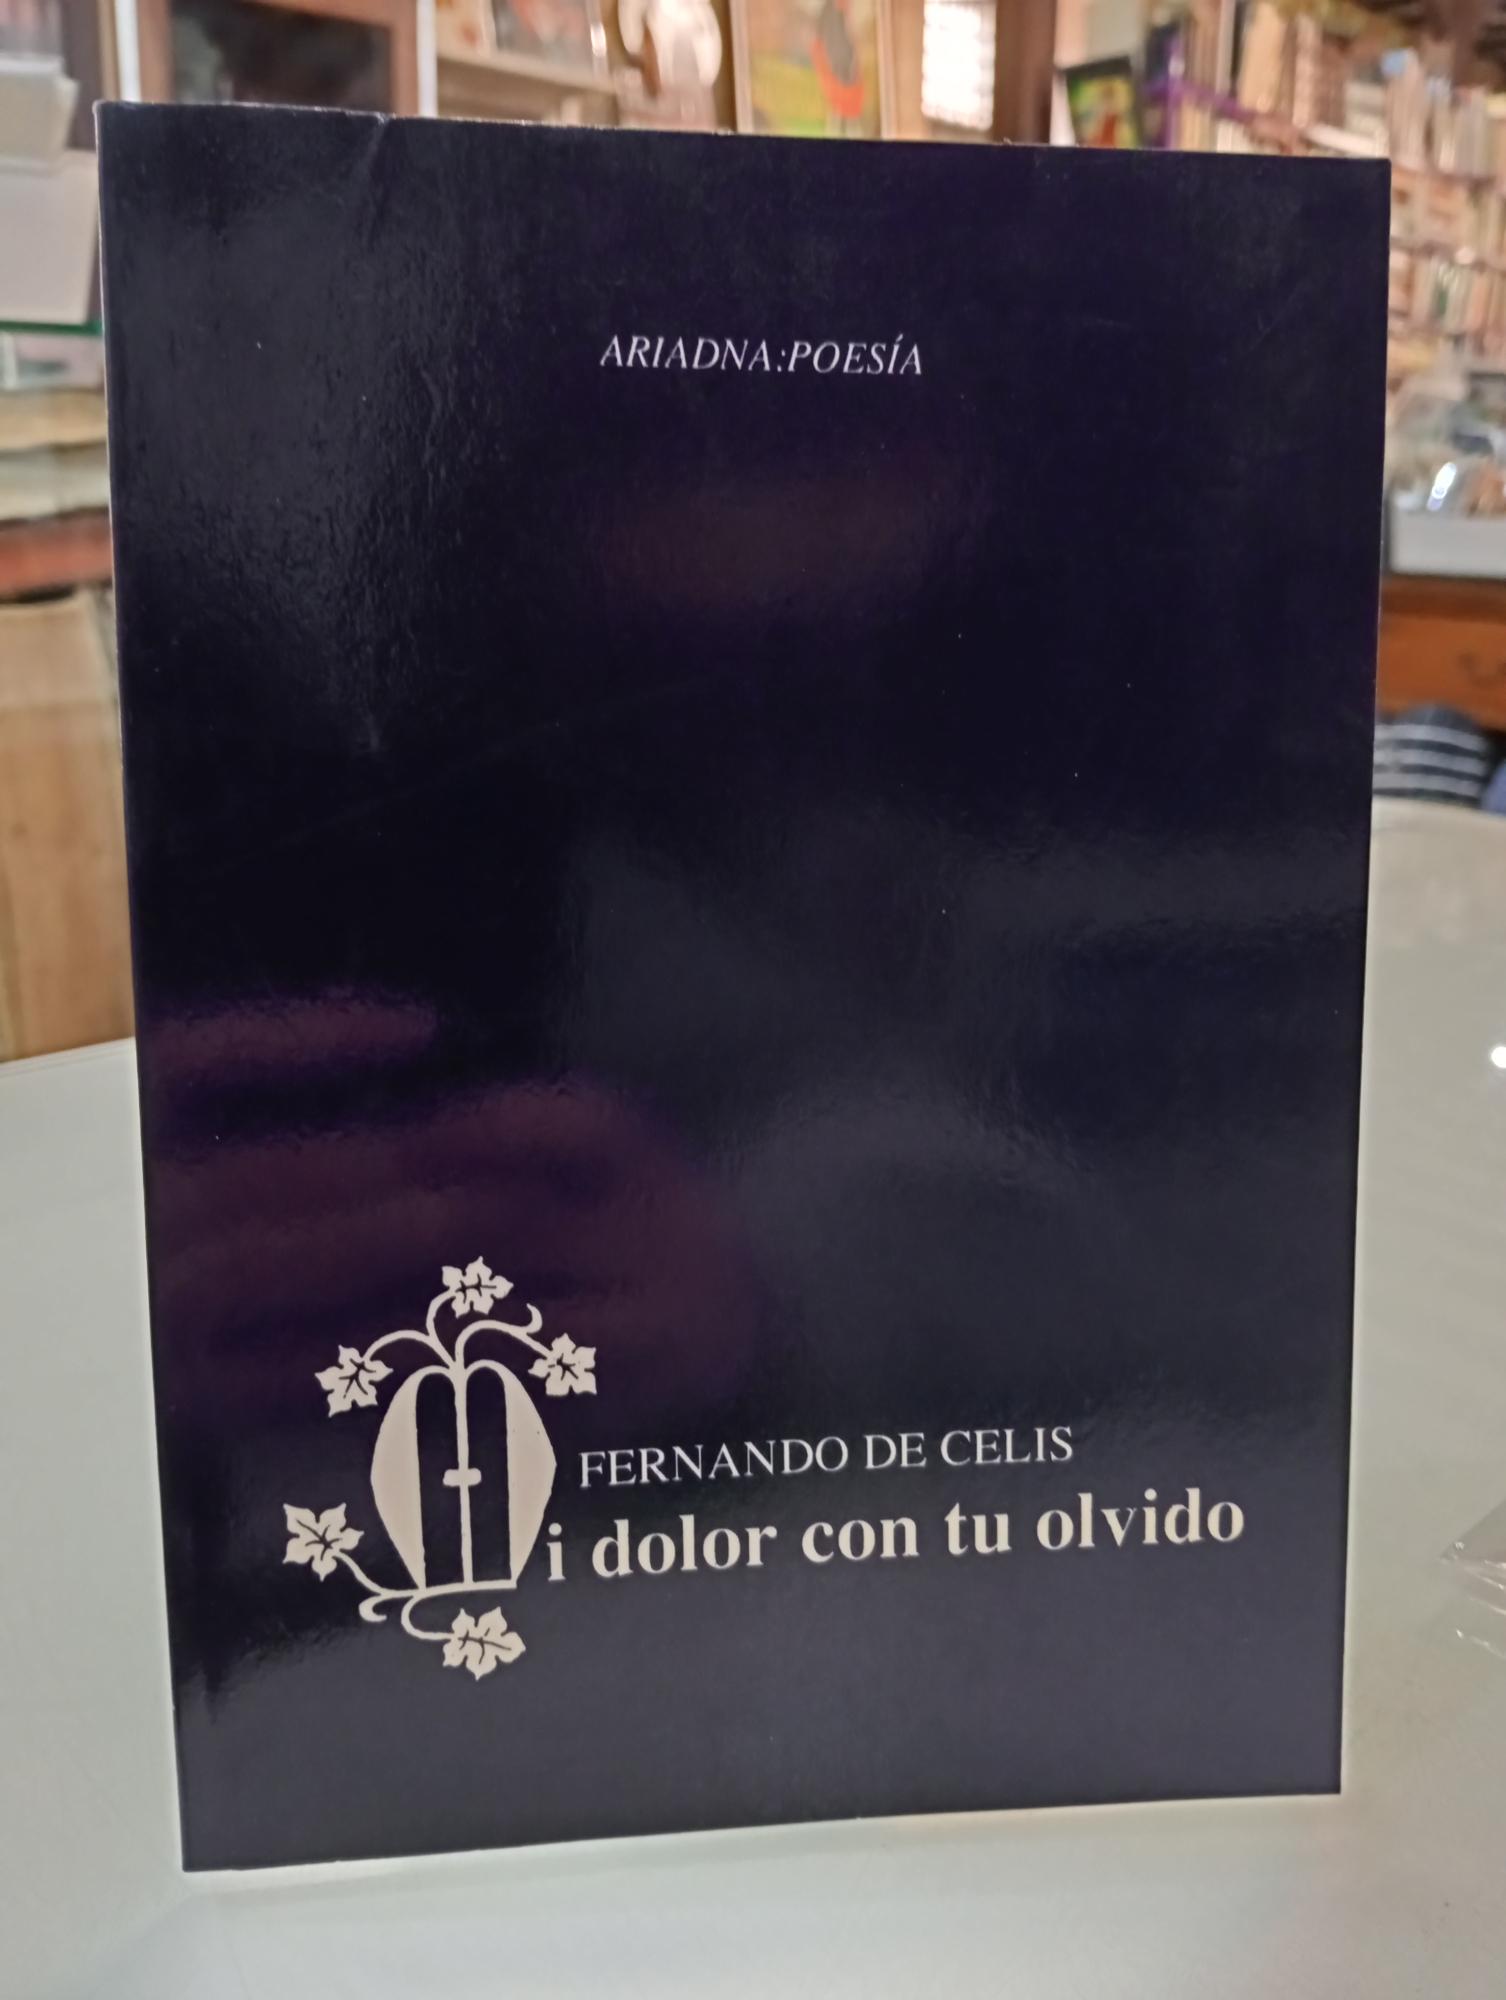 ARIADNA:POESÍA
FERNANDO DE CELIS
Mi dolor con tu olvido